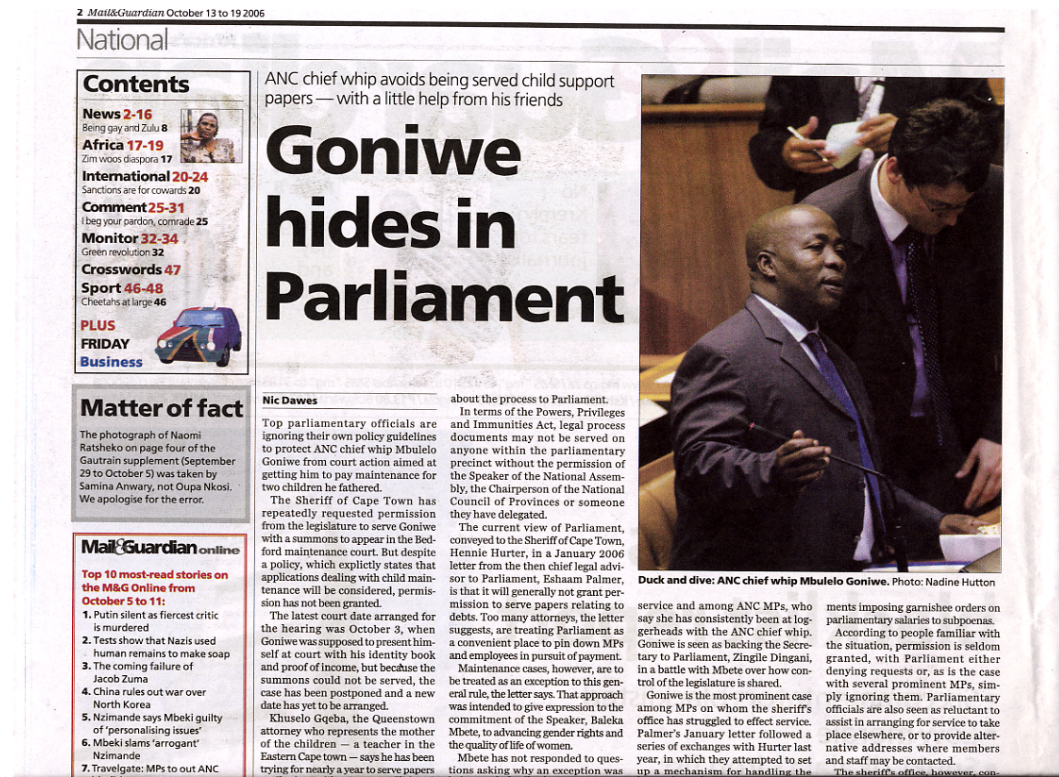 2 Mail&Guardian October 13 to 19 2006
National
Contents
News 2-16
Being gay and Zulu 8
Africa 17-19
Zim woos diaspora 17
International 20-24
Sanctions are for cowards 20
Comment 25-31
I beg your pardon, comrade 25
Monitor 32-34
Green revolution 32
Crosswords 47
Sport 46-48
Cheetahs at large 46
PLUS
FRIDAY
Business
Matter of fact
The photograph of Naomi
Ratsheko on page four of the
Gautrain supplement (September
29 to October 5) was taken by
Samina Anwary, not Oupa Nkosi.
We apologise for the error.
Mail&Guardian online
Top 10 most-read stories on
the M&G Online from
October 5 to 11:
1. Putin silent as fiercest critic
is murdered
2. Tests show that Nazis used
human remains to make soap
3. The coming failure of
Jacob Zuma
4. China rules out war over
North Korea
5. Nzimande says Mbeki guilty
of 'personalising issues'
6. Mbeki slams 'arrogant'
Nzimande
7. Travelgate: MPs to out ANC
ANC chief whip avoids being served child support
papers — with a little help from his friends
Goniwe
hides in
Parliament
Nic Dawes
Top parliamentary officials are
ignoring their own policy guidelines
to protect ANC chief whip Mbulelo
Goniwe from court action aimed at
getting him to pay maintenance for
two children he fathered.
The Sheriff of Cape Town has
repeatedly requested permission
from the legislature to serve Goniwe
with a summons to appear in the Bed-
ford maintenance court. But despite
a policy, which explictly states that
applications dealing with child main-
tenance will be considered, permis-
sion has not been granted.
The latest court date arranged for
the hearing was October 3, when
Goniwe was supposed to present him-
self at court with his identity book
and proof of income, but because the
summons could not be served, the
case has been postponed and a new
date has yet to be arranged.
Khuselo Gqeba, the Queenstown
attorney who represents the mother
of the children — a teacher in the
Eastern Cape town — says he has been
trying for nearly a year to serve papers
about the process to Parliament.
In terms of the Powers, Privileges
and Immunities Act, legal process
documents may not be served on
anyone within the parliamentary
precinct without the permission of
the Speaker of the National Assem-
bly, the Chairperson of the National
Council of Provinces or someone
they have delegated.
The current view of Parliament,
conveyed to the Sheriff of Cape Town,
Hennie Hurter, in a January 2006
letter from the then chief legal advi-
sor to Parliament, Eshaam Palmer,
is that it will generally not grant per-
mission to serve papers relating to
debts. Too many attorneys, the letter
suggests, are treating Parliament as
a convenient place to pin down MPs
and employees in pursuit of payment.
Maintenance cases, however, are to
be treated as an exception to this gen-
eral rule, the letter says. That approach
was intended to give expression to the
commitment of the Speaker, Baleka
Mbete, to advancing gender rights and
the quality of life of women.
Mbete has not responded to ques-
tions asking why an exception was
Duck and dive: ANC chief whip Mbulelo Goniwe. Photo: Nadine Hutton
service and among ANC MPs, who
say she has consistently been at log-
gerheads with the ANC chief whip.
Goniwe is seen as backing the Secre-
tary to Parliament, Zingile Dingani,
in a battle with Mbete over how con-
trol of the legislature is shared.
Goniwe is the most prominent case
among MPs on whom the sheriff's
office has struggled to effect service.
Palmer's January letter followed a
series of exchanges with Hurter last
year, in which they attempted to set
up a mechanism for handling the
ments imposing garnishee orders on
parliamentary salaries to subpoenas.
According to people familiar with
the situation, permission is seldom
granted, with Parliament either
denying requests or, as is the case
with several prominent MPs, sim-
ply ignoring them. Parliamentary
officials are also seen as reluctant to
assist in arranging for service to take
place elsewhere, or to provide alter-
native addresses where members
and staff may be contacted.
The sheriff's office, however, con-